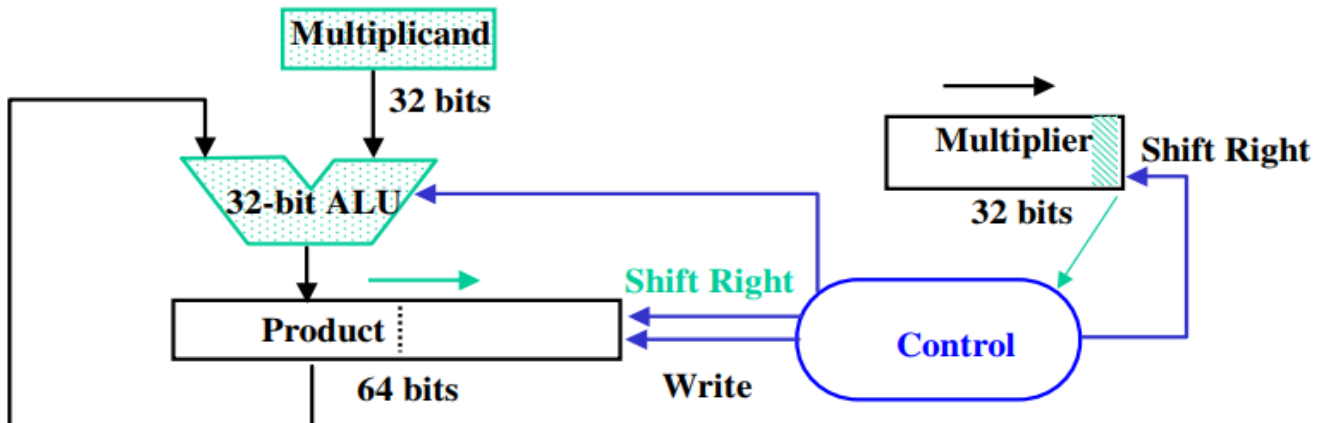 Multiplicand
32 bits
Multiplier
Shift Right
32-bit ALU
32 bits
Shift Right
Product
Control
64 bits
Write